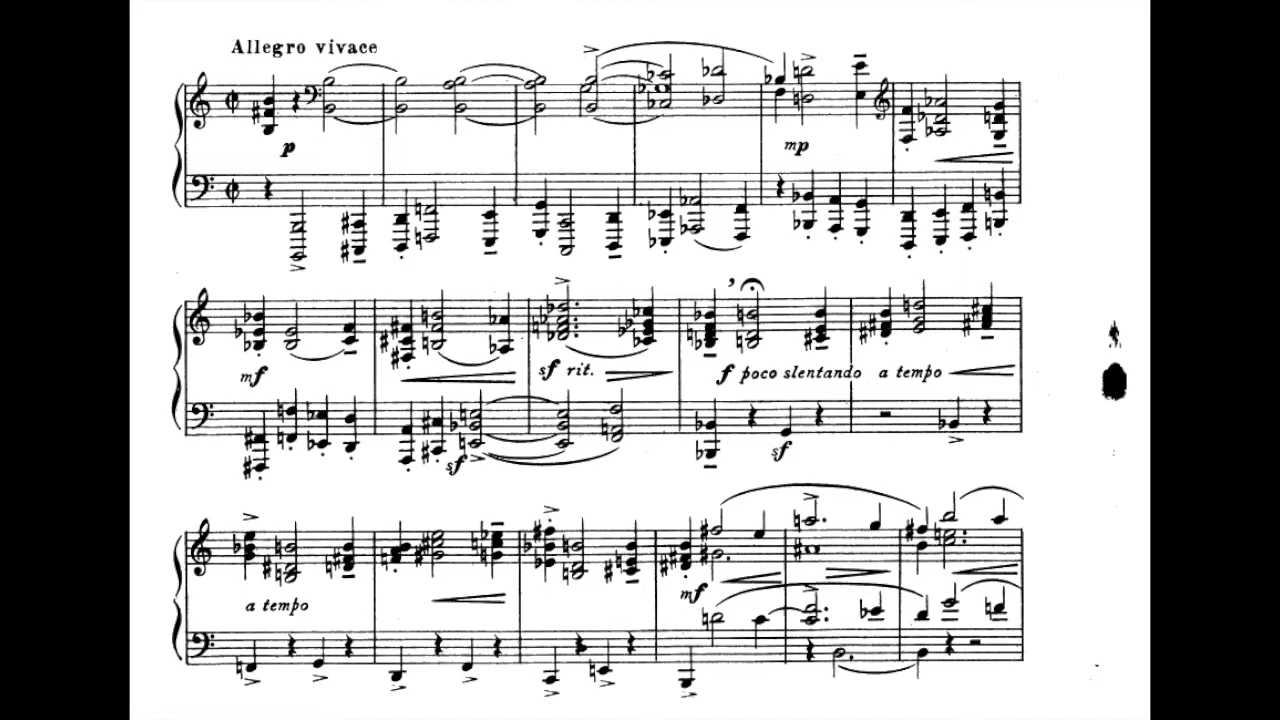 Allegro vivace
p
mp
mf
sf rit.
f poco slentando a tempo
sf
sf
a tempo
mf